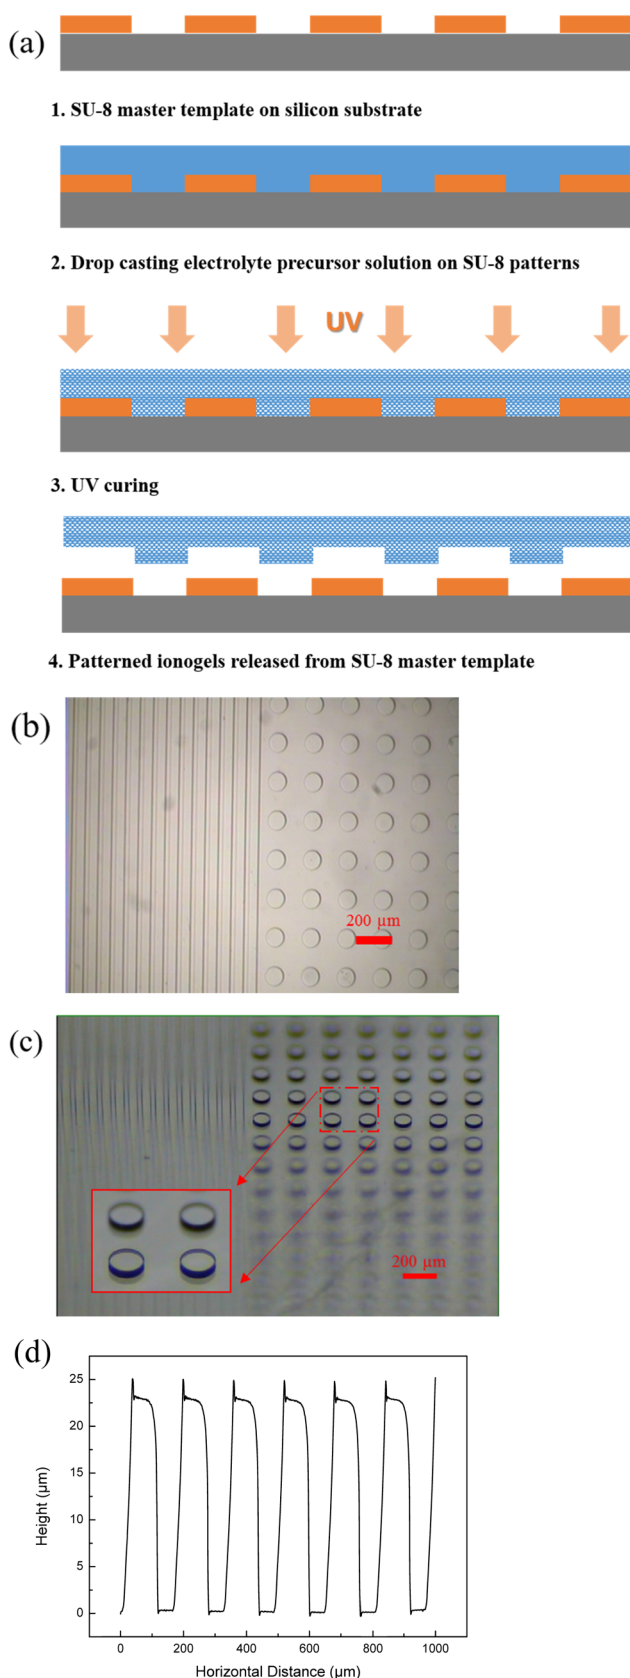 (a)
1. SU-8 master template on silicon substrate
2. Drop casting electrolyte precursor solution on SU-8 patterns
UV
3. UV curing
4. Patterned ionogels released from SU-8 master template
(b)
200 µm
(c)
200 µm
(d)
25
20
15
10
5
0
Height (µm)
0 200 400 600 800 1000
Horizontal Distance (µm)